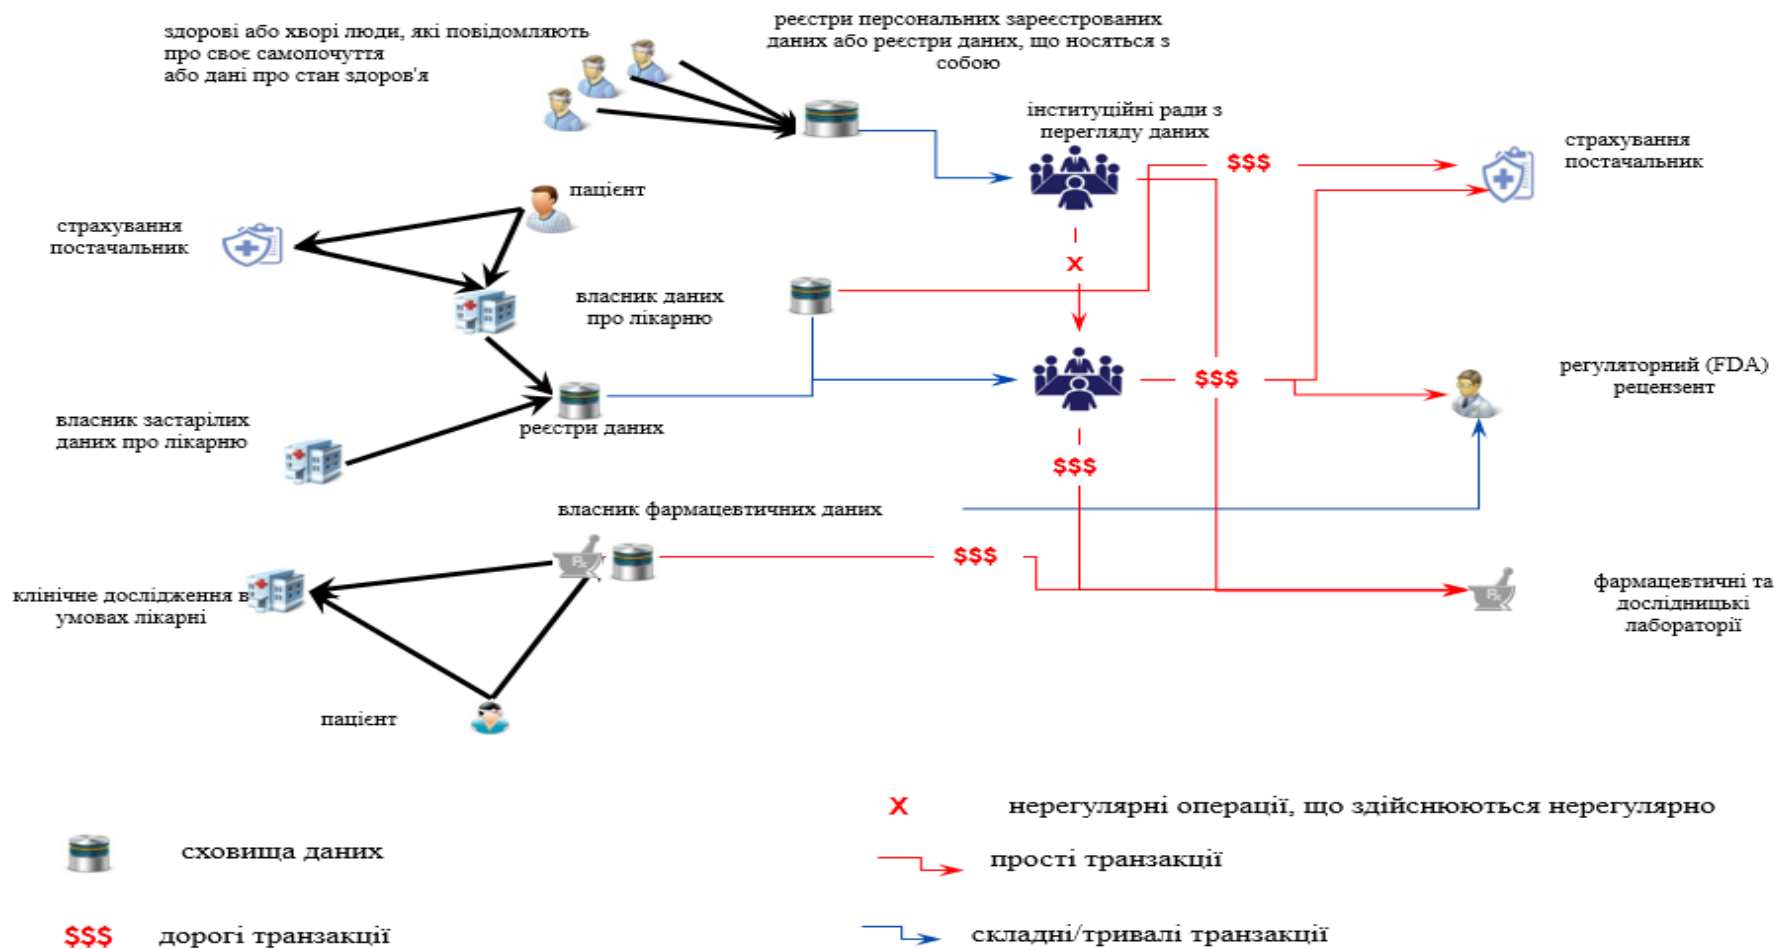 здорові або хворі люди, які повідомляють
про своє самопочуття
або дані про стан здоров'я
реєстри персональних зареєстрованих
даних або реєстри даних, що носяться з
собою
інституційні ради з
перегляду даних
$$$
страхування
постачальник
пацієнт
страхування
постачальник
X
власник даних
про лікарню
$$$
регуляторний (FDA)
рецензент
власник застарілих
даних про лікарню
реєстри даних
$$$
власник фармацевтичних даних
$$$
клінічне дослідження в
умовах лікарні
фармацевтичні та
дослідницькі
лабораторії
пацієнт
X нерегулярні операції, що здійснюються нерегулярно
сховища даних
прості транзакції
$$$ дорогі транзакції
складні/тривалі транзакції